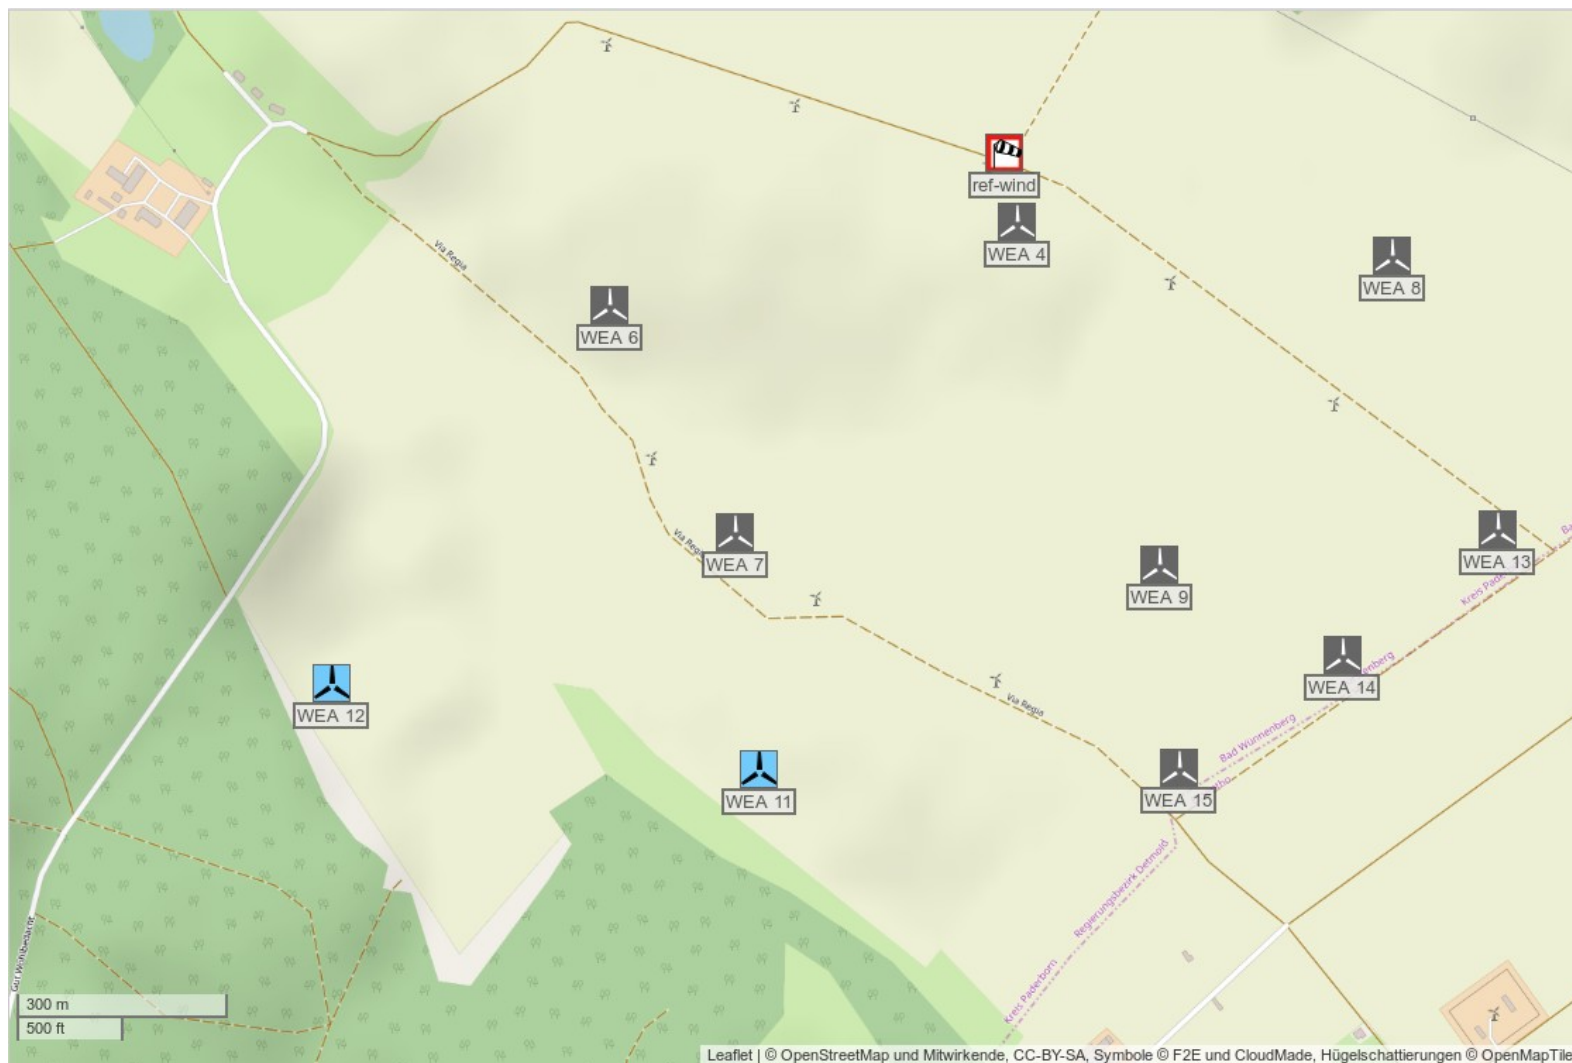 ref-wind
WEA 4
Via Regia
WEA 8
WEA 6
WEA 13
WEA 7
WEA 9
WEA 14
Bad Wünnenberg
Via Regia
WEA 12
WEA 11
WEA 15
Regierungsbezirk Detmold
Kreis Paderborn
Gut Wohlbedacht
300 m
500 ft
Leaflet | © OpenStreetMap und Mitwirkende, CC-BY-SA, Symbole © F2E und CloudMade, Hügelschattierungen © OpenMapTile